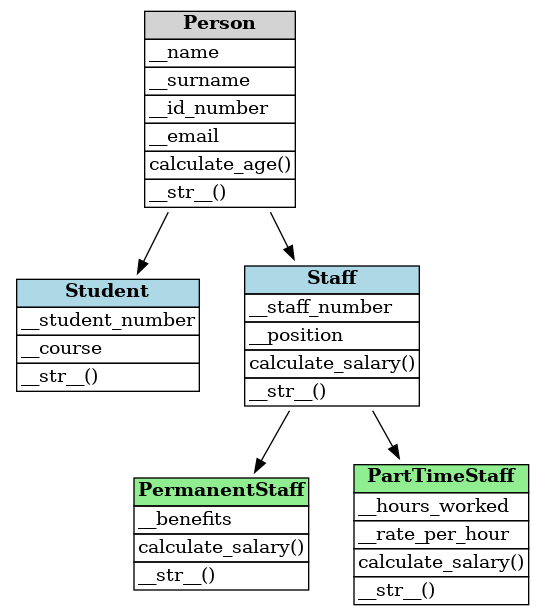 Person
__name
__surname
__id_number
__email
calculate_age()
__str__()
Student
__student_number
__course
__str__()
Staff
__staff_number
__position
calculate_salary()
__str__()
PermanentStaff
__benefits
calculate_salary()
__str__()
PartTimeStaff
__hours_worked
__rate_per_hour
calculate_salary()
__str__()